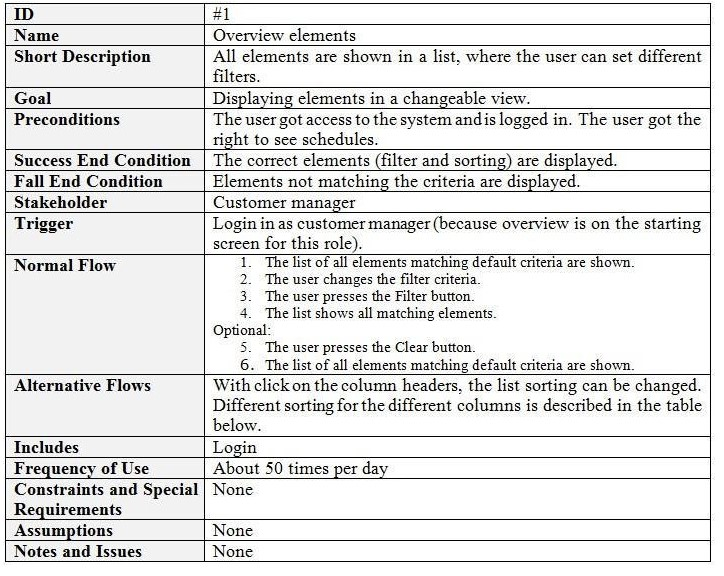 ID #1
Name Overview elements
Short Description All elements are shown in a list, where the user can set different
filters.
Goal Displaying elements in a changeable view.
Preconditions The user got access to the system and is logged in. The user got the
right to see schedules.
Success End Condition The correct elements (filter and sorting) are displayed.
Fall End Condition Elements not matching the criteria are displayed.
Stakeholder Customer manager
Trigger Login in as customer manager (because overview is on the starting
screen for this role).
Normal Flow 1. The list of all elements matching default criteria are shown.
2. The user changes the filter criteria.
3. The user presses the Filter button.
4. The list shows all matching elements.
Optional:
5. The user presses the Clear button.
6. The list of all elements matching default criteria are shown.
Alternative Flows With click on the column headers, the list sorting can be changed.
Different sorting for the different columns is described in the table
below.
Includes Login
Frequency of Use About 50 times per day
Constraints and Special None
Requirements
Assumptions None
Notes and Issues None